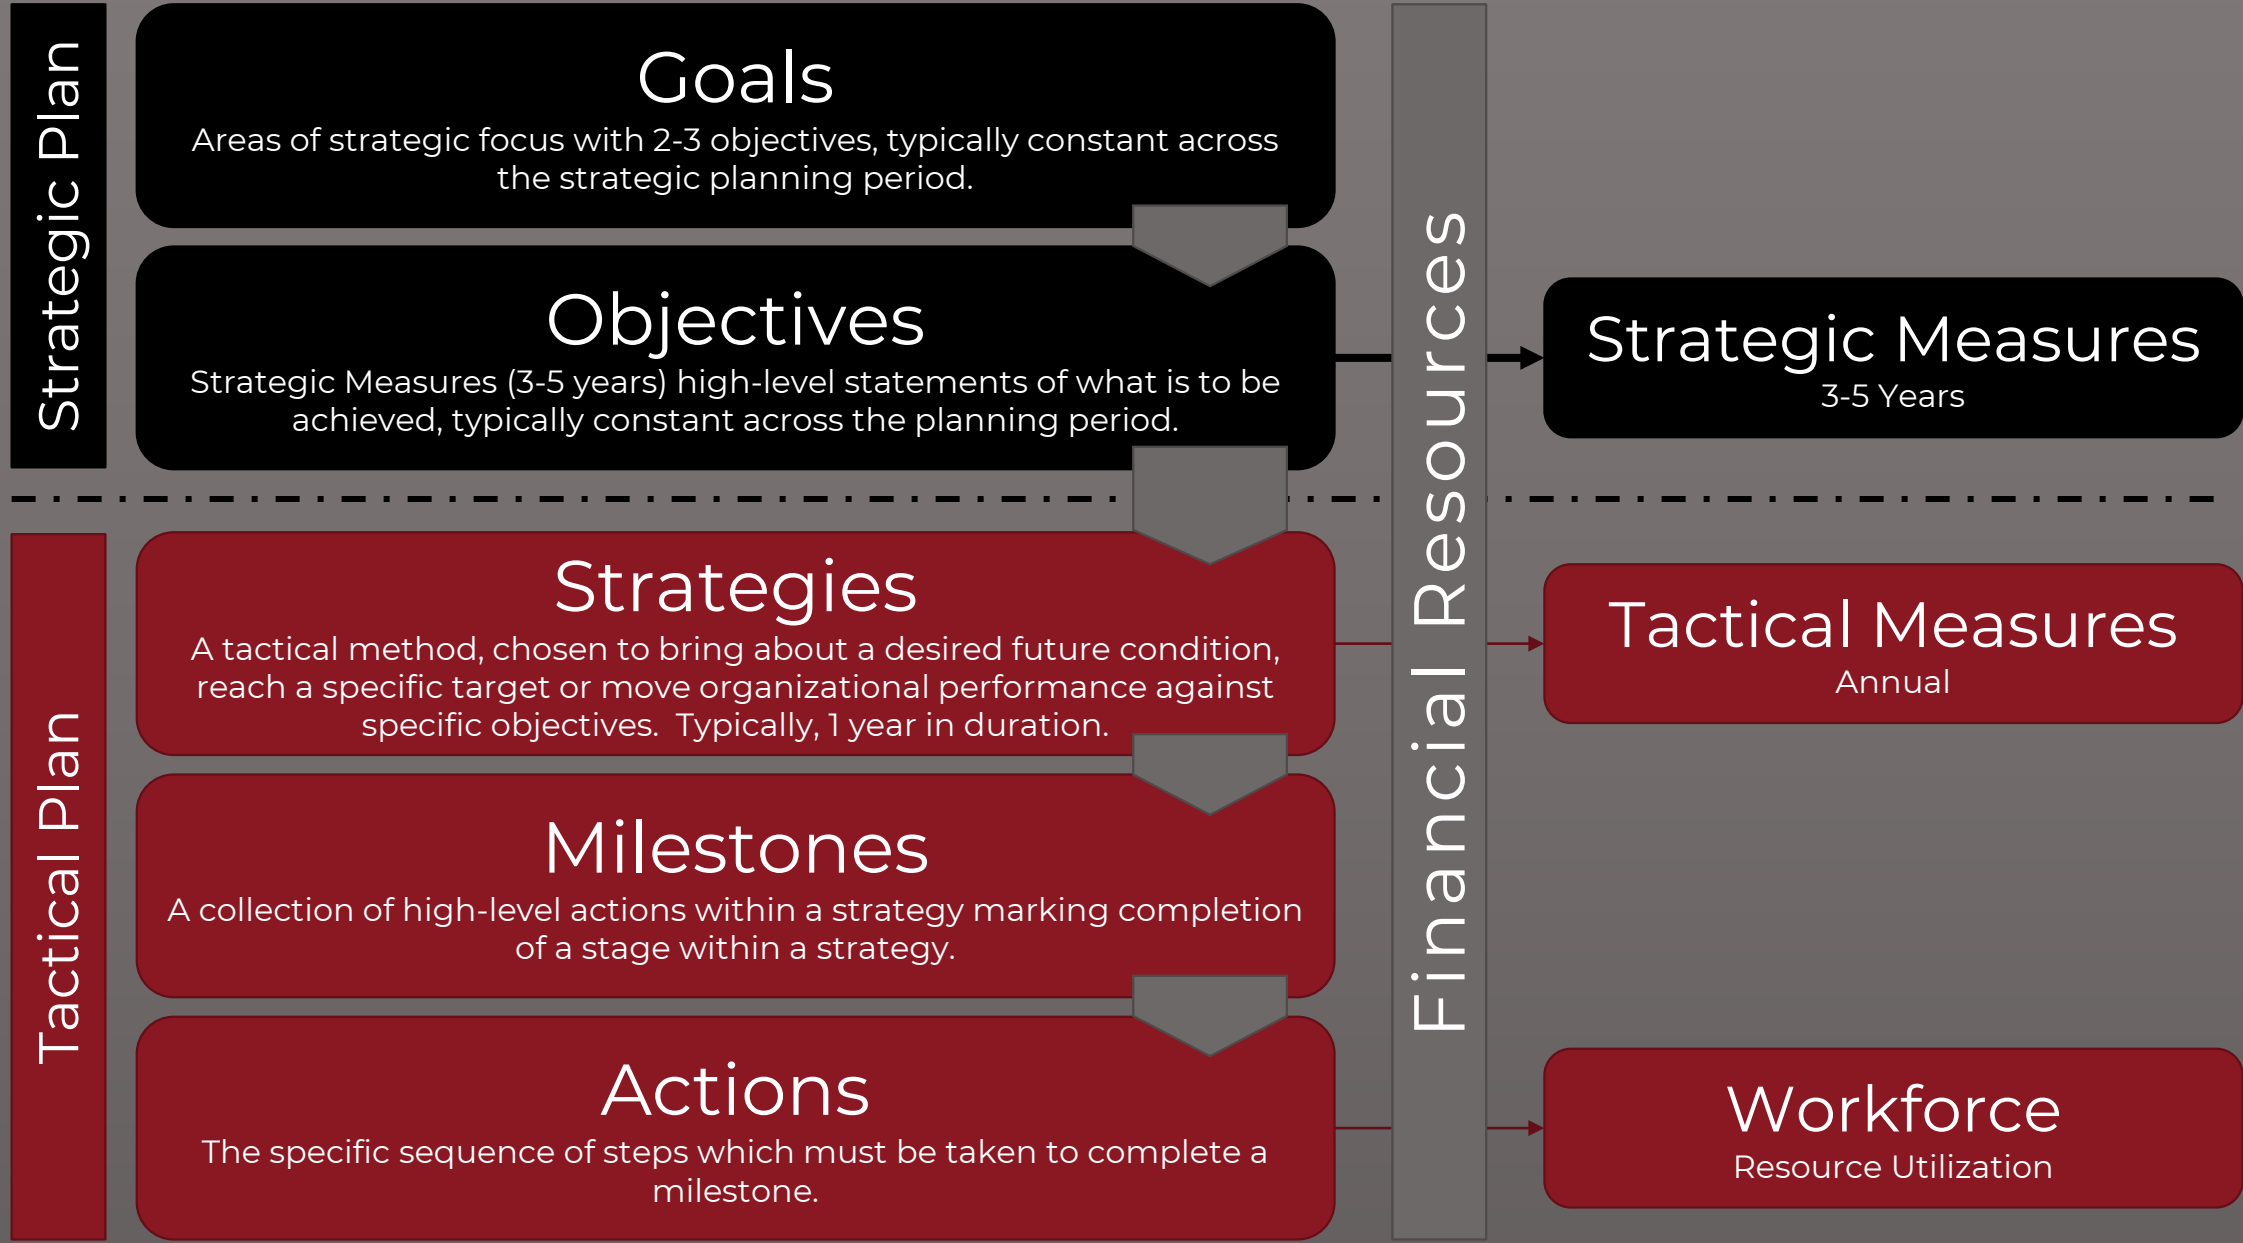 Strategic Plan
Goals
Areas of strategic focus with 2-3 objectives, typically constant across
the strategic planning period.
Objectives
Strategic Measures (3-5 years) high-level statements of what is to be
achieved, typically constant across the planning period.
Strategic Measures
3-5 Years
Financial Resources
Tactical Plan
Strategies
A tactical method, chosen to bring about a desired future condition,
reach a specific target or move organizational performance against
specific objectives.  Typically, 1 year in duration.
Tactical Measures
Annual
Milestones
A collection of high-level actions within a strategy marking completion
of a stage within a strategy.
Actions
The specific sequence of steps which must be taken to complete a
milestone.
Workforce
Resource Utilization